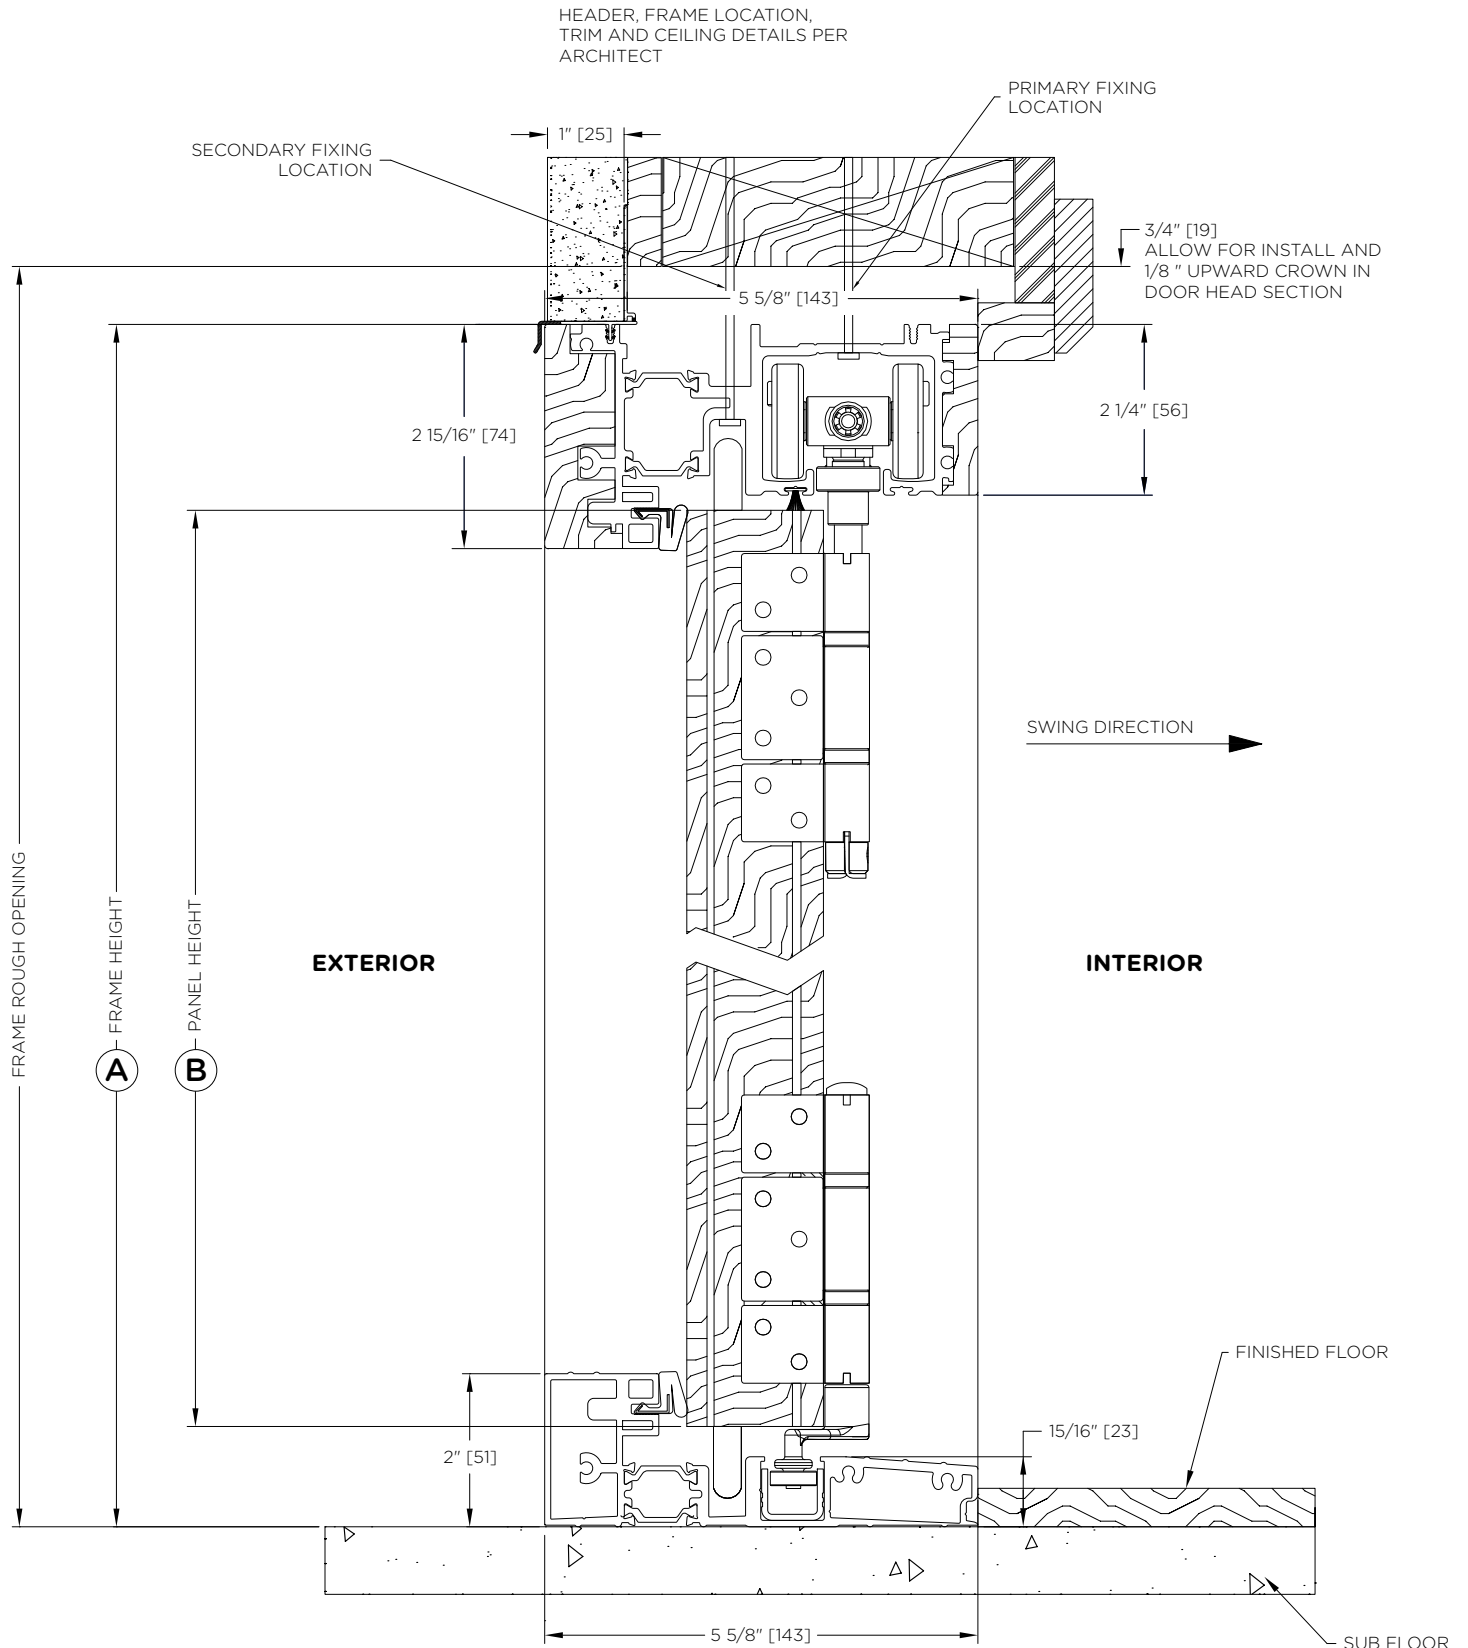 HEADER, FRAME LOCATION,
TRIM AND CEILING DETAILS PER
ARCHITECT
PRIMARY FIXING
LOCATION
1" [25]
SECONDARY FIXING
LOCATION
3/4" [19]
ALLOW FOR INSTALL AND
1/8 " UPWARD CROWN IN
DOOR HEAD SECTION
5 5/8" [143]
2 15/16" [74]
2 1/4" [56]
SWING DIRECTION
FRAME ROUGH OPENING
FRAME HEIGHT
PANEL HEIGHT
EXTERIOR
INTERIOR
A
B
FINISHED FLOOR
15/16" [23]
2" [51]
5 5/8" [143]
SUB FLOOR